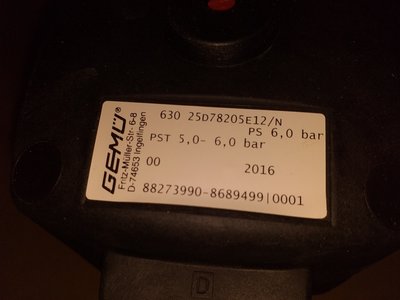 GEMÜ®
Fritz-Müller-Str. 6-8
D-74653 Ingelfingen
630 25D78205E12/N
PS 6,0 bar
PST 5,0- 6,0 bar
00 2016
88273990-8689499|0001
D